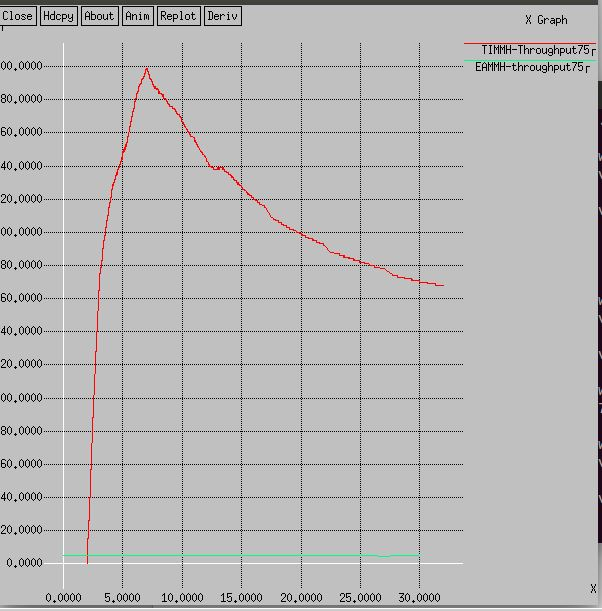 Close Hdcpy About Anim Replot Deriv
X Graph
TIMMH-Throughput75
EAMMH-throughput75
00.0000
80.0000
60.0000
40.0000
20.0000
00.0000
80.0000
60.0000
40.0000
20.0000
00.0000
80.0000
60.0000
40.0000
20.0000
0.0000
0.0000 5.0000 10.0000 15.0000 20.0000 25.0000 30.0000
X